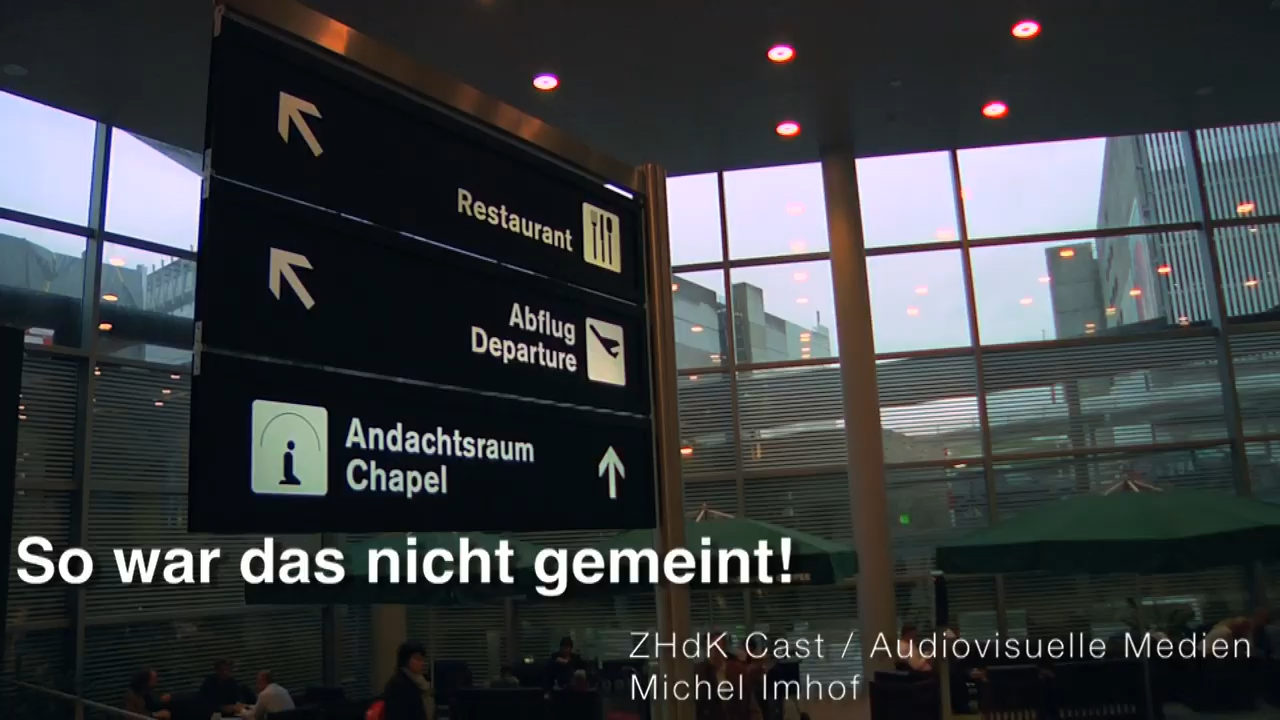 Restaurant
Abflug
Departure
Andachtsraum
Chapel
So war das nicht gemeint!
ZHdK Cast / Audiovisuelle Medien
Michel Imhof